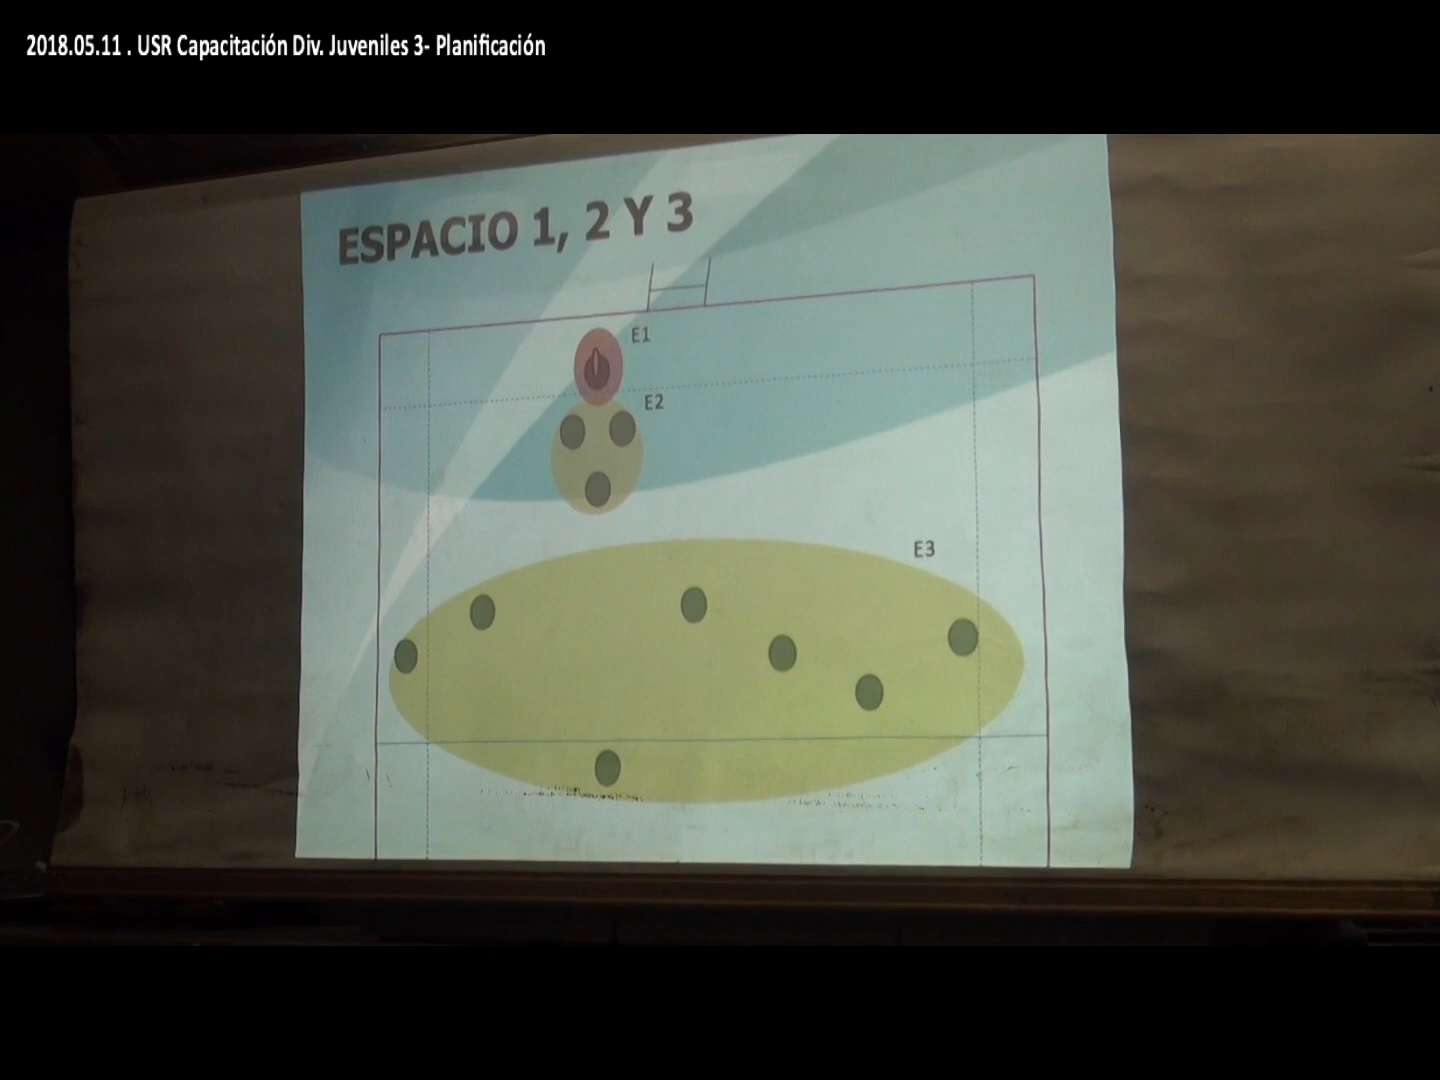 2018.05.11 . USR Capacitación Div. Juveniles 3- Planificación
ESPACIO 1, 2 Y 3
E1
E2
E3